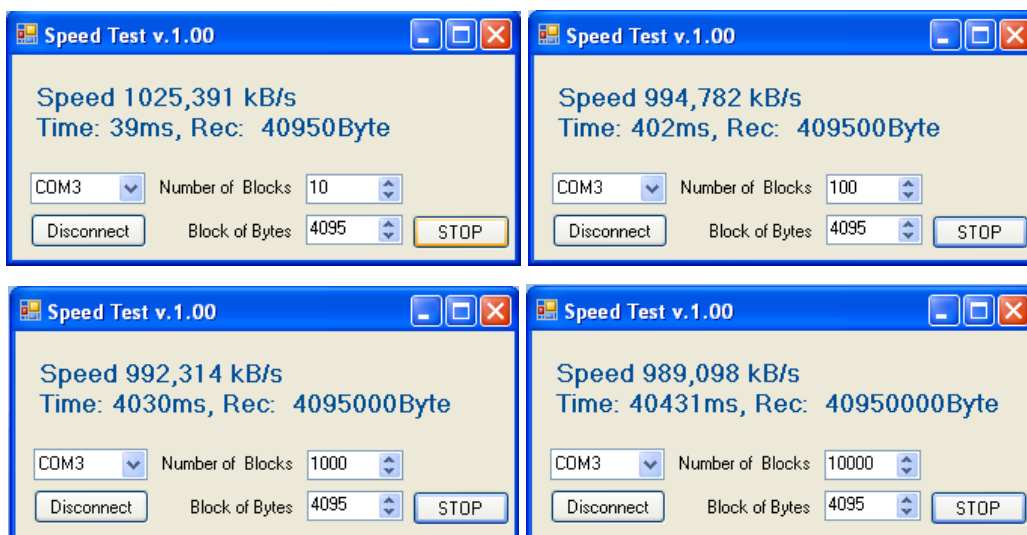 Speed Test v.1.00
Speed 1025,391 kB/s
Time: 39ms, Rec:  40950Byte
COM3 Number of Blocks 10
Disconnect Block of Bytes 4095 STOP
Speed Test v.1.00
Speed 994,782 kB/s
Time: 402ms, Rec:  409500Byte
COM3 Number of Blocks 100
Disconnect Block of Bytes 4095 STOP
Speed Test v.1.00
Speed 992,314 kB/s
Time: 4030ms, Rec:  4095000Byte
COM3 Number of Blocks 1000
Disconnect Block of Bytes 4095 STOP
Speed Test v.1.00
Speed 989,098 kB/s
Time: 40431ms, Rec:  40950000Byte
COM3 Number of Blocks 10000
Disconnect Block of Bytes 4095 STOP